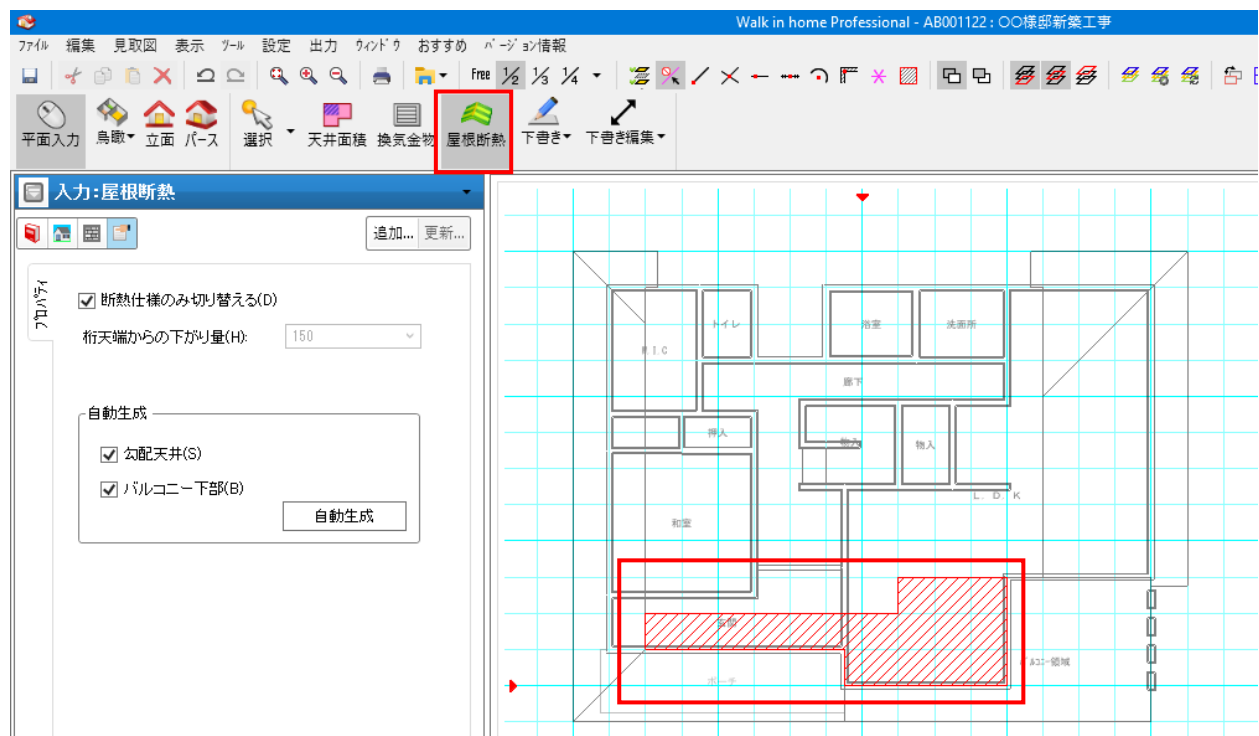 Walk in home Professional - AB001122 : 〇〇様邸新築工事
ファイル 編集 見取図 表示 ツール 設定 出力 ウィンドウ おすすめ バージョン情報
Free 1/2 1/3 1/4
平面入力 鳥瞰 立面 パース 選択 天井面積 換気金物 屋根断熱 下書き 下書き編集
入力:屋根断熱
追加... 更新...
プロパティ
断熱仕様のみ切り替える(D)
桁天端からの下がり量(H): 150
自動生成
勾配天井(S)
バルコニー下部(B)
自動生成
トイレ 浴室 洗面所
W.I.C
廊下
押入 物入 物入
L. D. K
和室
玄関
バルコニー領域
ポーチ